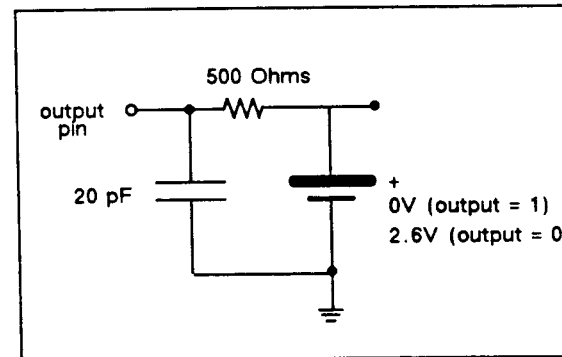 500 Ohms
output
pin
20 pF
+
0V (output = 1)
2.6V (output = 0